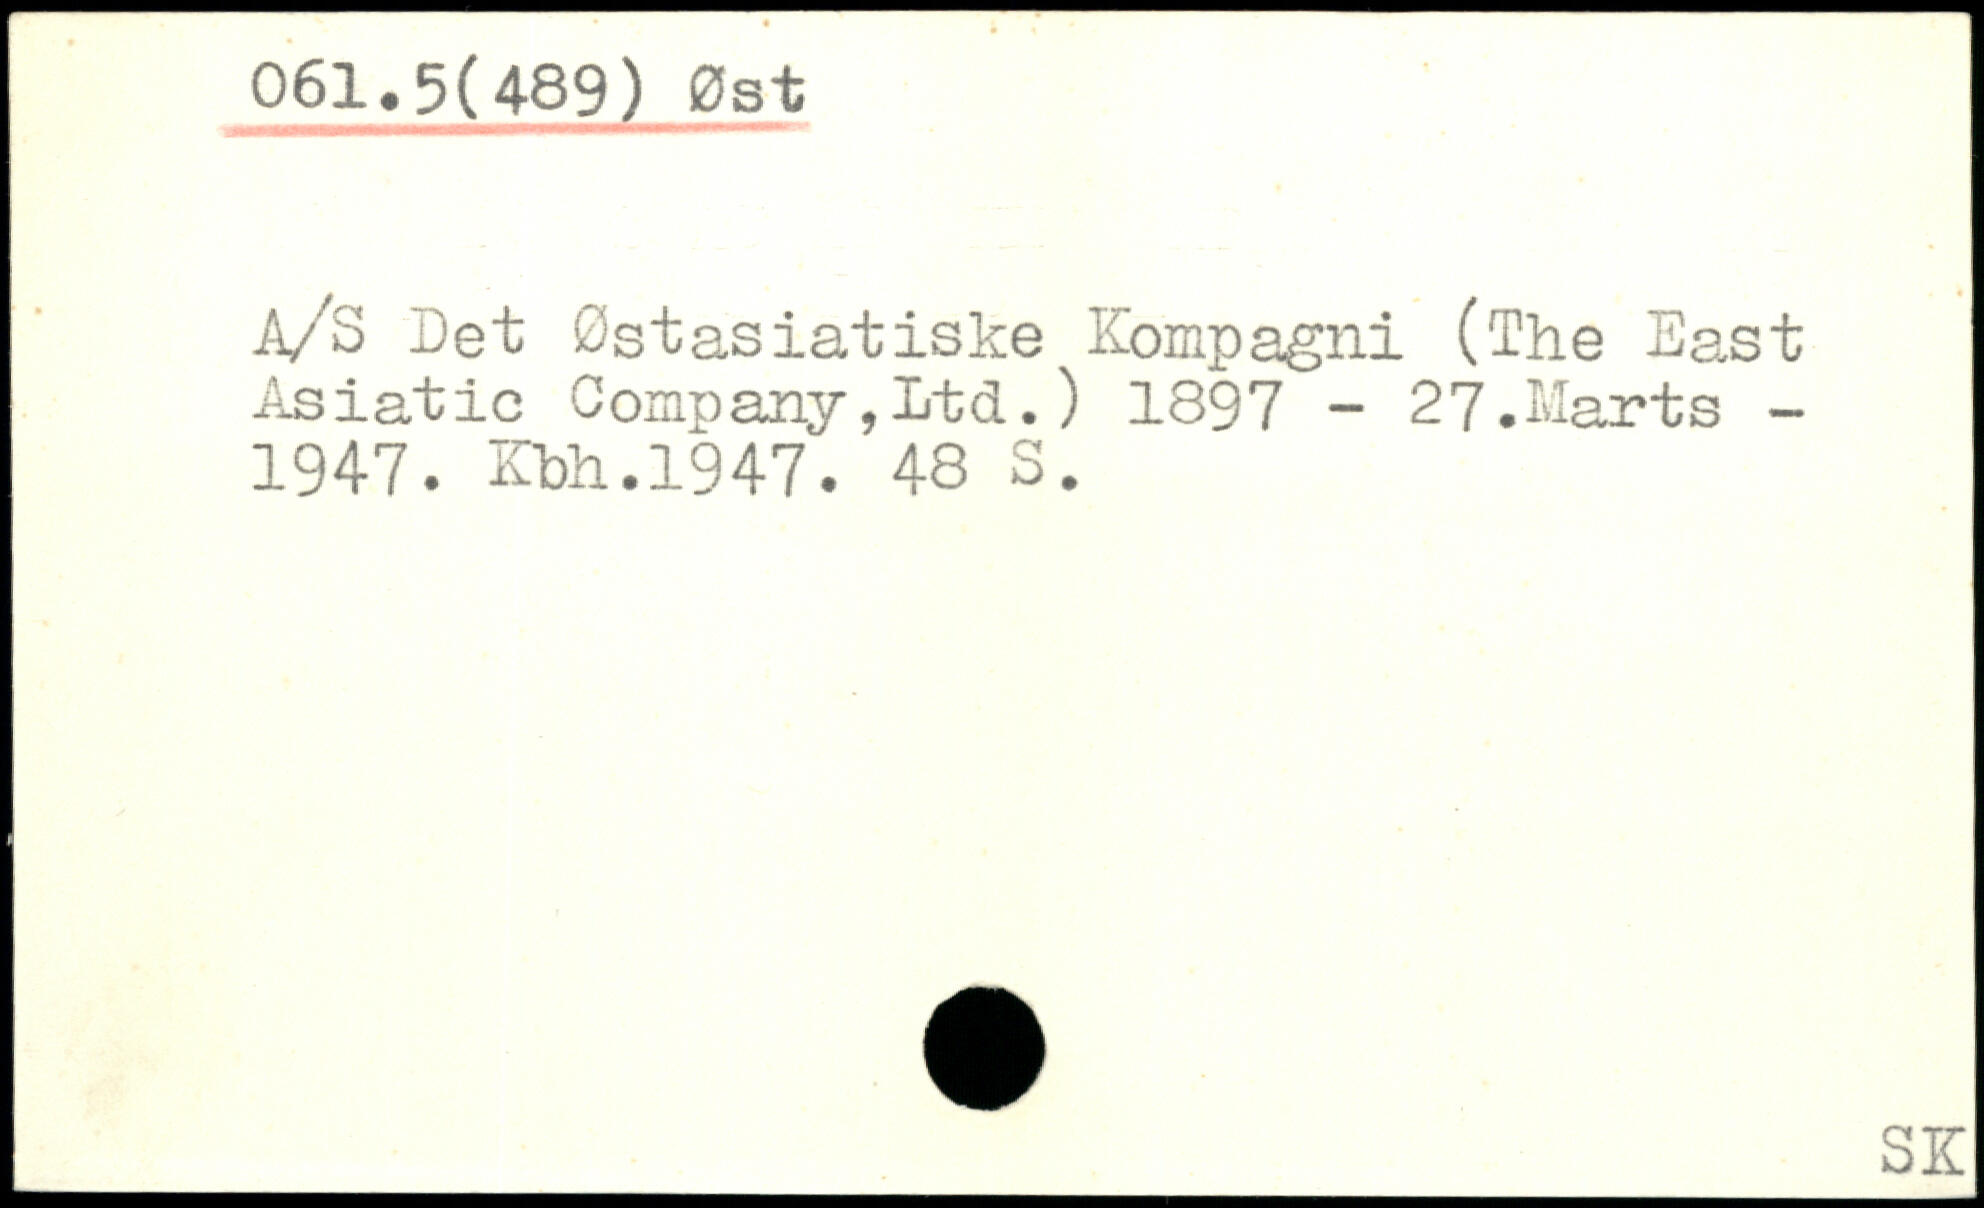 061.5(489) Øst
A/S Det Østasiatiske Kompagni (The East
Asiatic Company,Ltd.) 1897 - 27.Marts -
1947. Kbh.1947. 48 S.
SK